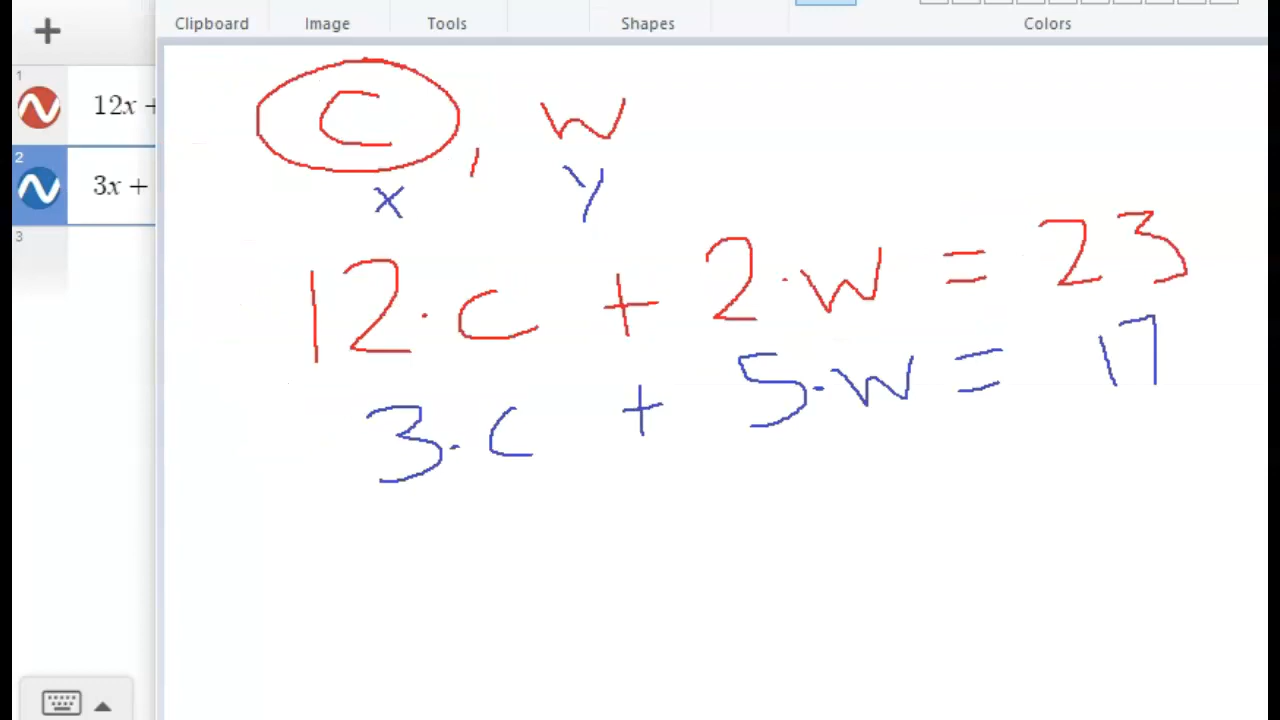 Clipboard Image Tools Shapes Colors
1
12x +
2
3x +
3
C , W
x y
12·C + 2·W = 23
3·C + 5·W = 17